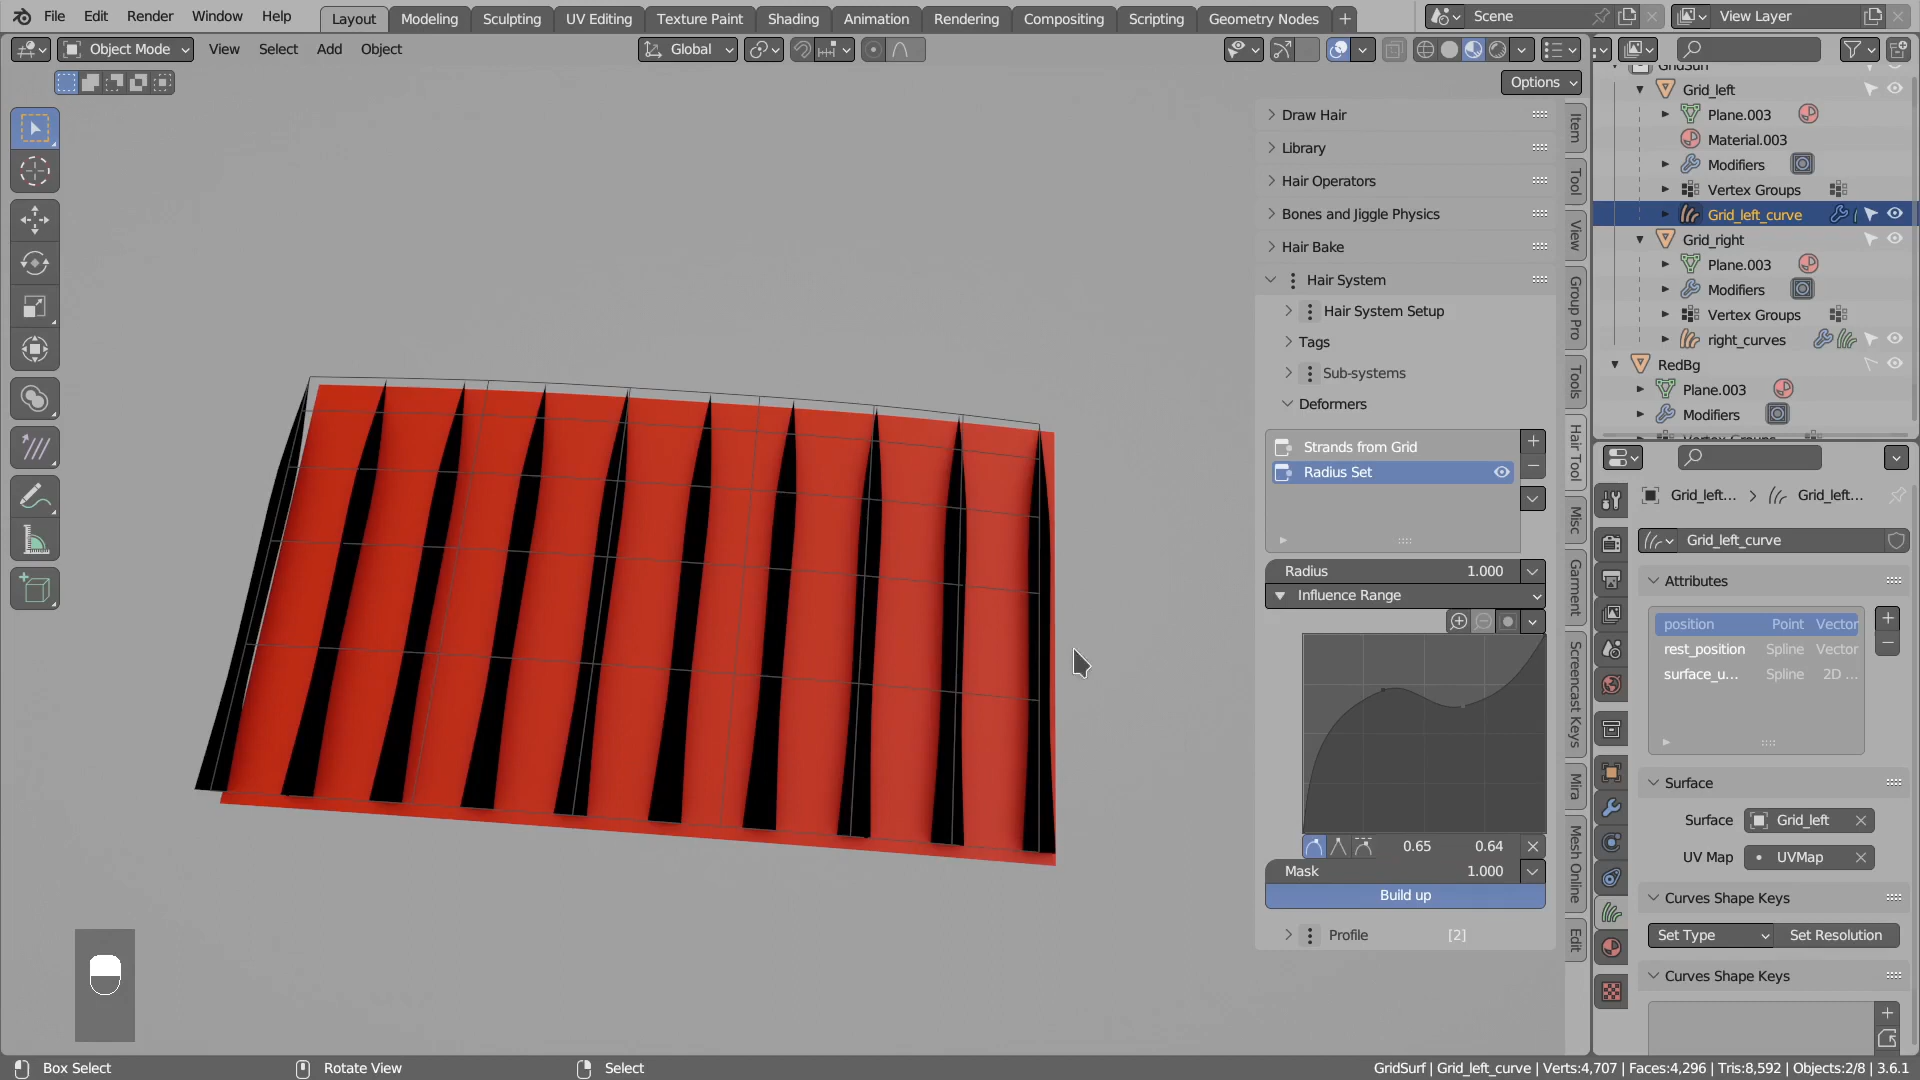 File Edit Render Window Help
Layout Modeling Sculpting UV Editing Texture Paint Shading Animation Rendering Compositing Scripting Geometry Nodes +
Scene
View Layer
Object Mode View Select Add Object
Global
Options
Draw Hair
Library
Hair Operators
Bones and Jiggle Physics
Hair Bake
Hair System
Hair System Setup
Tags
Sub-systems
Deformers
Strands from Grid
Radius Set
Radius 1.000
Influence Range
0.65 0.64
Mask 1.000
Build up
Profile [2]
Item
Tool
View
Group Pro
Tools
Hair Tool
Misc
Garment
Screencast Keys
Mira
Mesh Online
Edit
GridSurf
Grid_left
Plane.003
Material.003
Modifiers
Vertex Groups
Grid_left_curve
Grid_right
Plane.003
Modifiers
Vertex Groups
right_curves
RedBg
Plane.003
Modifiers
Grid_left... Grid_left...
Grid_left_curve
Attributes
position Point Vector
rest_position Spline Vector
surface_u... Spline 2D ...
Surface
Surface Grid_left
UV Map UVMap
Curves Shape Keys
Set Type Set Resolution
Curves Shape Keys
Box Select Rotate View Select
GridSurf | Grid_left_curve | Verts:4,707 | Faces:4,296 | Tris:8,592 | Objects:2/8 | 3.6.1